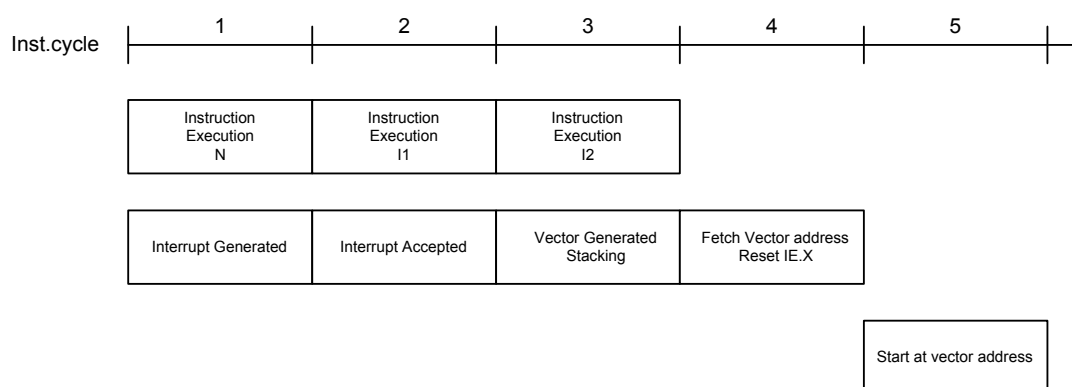 1 2 3 4 5
Inst.cycle
Instruction
Execution
N
Instruction
Execution
I1
Instruction
Execution
I2
Interrupt Generated
Interrupt Accepted
Vector Generated
Stacking
Fetch Vector address
Reset IE.X
Start at vector address